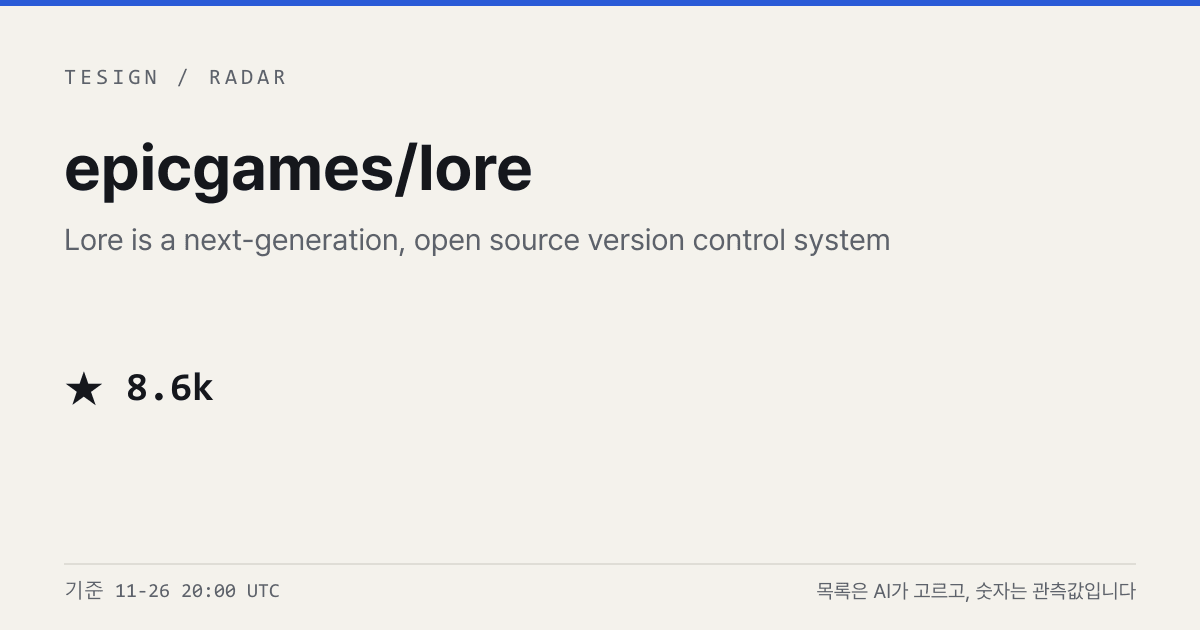 TESIGN / RADAR
epicgames/lore
Lore is a next-generation, open source version control system
★ 8.6k
기준 11-26 20:00 UTC
목록은 AI가 고르고, 숫자는 관측값입니다